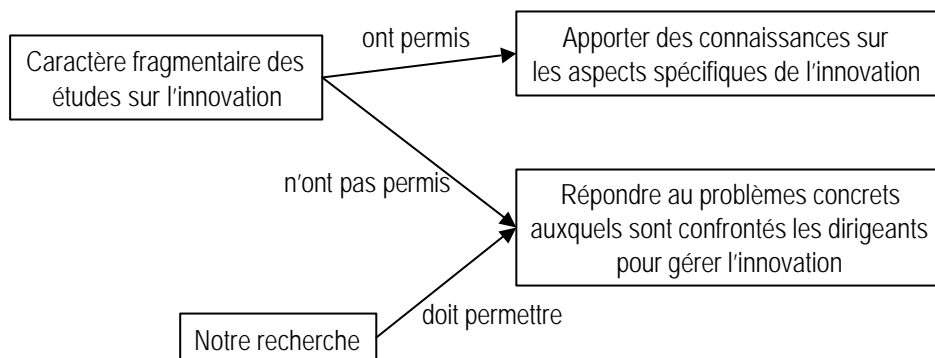 ont permis
Caractère fragmentaire des
études sur l'innovation
Apporter des connaissances sur
les aspects spécifiques de l'innovation
n'ont pas permis
Répondre au problèmes concrets
auxquels sont confrontés les dirigeants
pour gérer l'innovation
doit permettre
Notre recherche